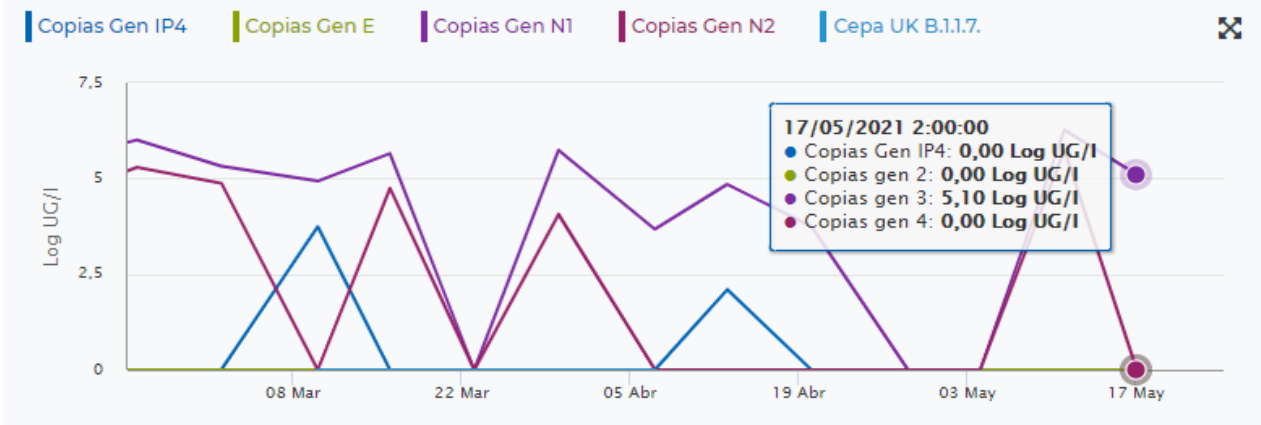 Copias Gen IP4 Copias Gen E Copias Gen N1 Copias Gen N2 Cepa UK B.1.1.7.
7,5
5
2,5
0
Log UG/l
17/05/2021 2:00:00
Copias Gen IP4: 0,00 Log UG/l
Copias gen 2: 0,00 Log UG/l
Copias gen 3: 5,10 Log UG/l
Copias gen 4: 0,00 Log UG/l
08 Mar 22 Mar 05 Abr 19 Abr 03 May 17 May